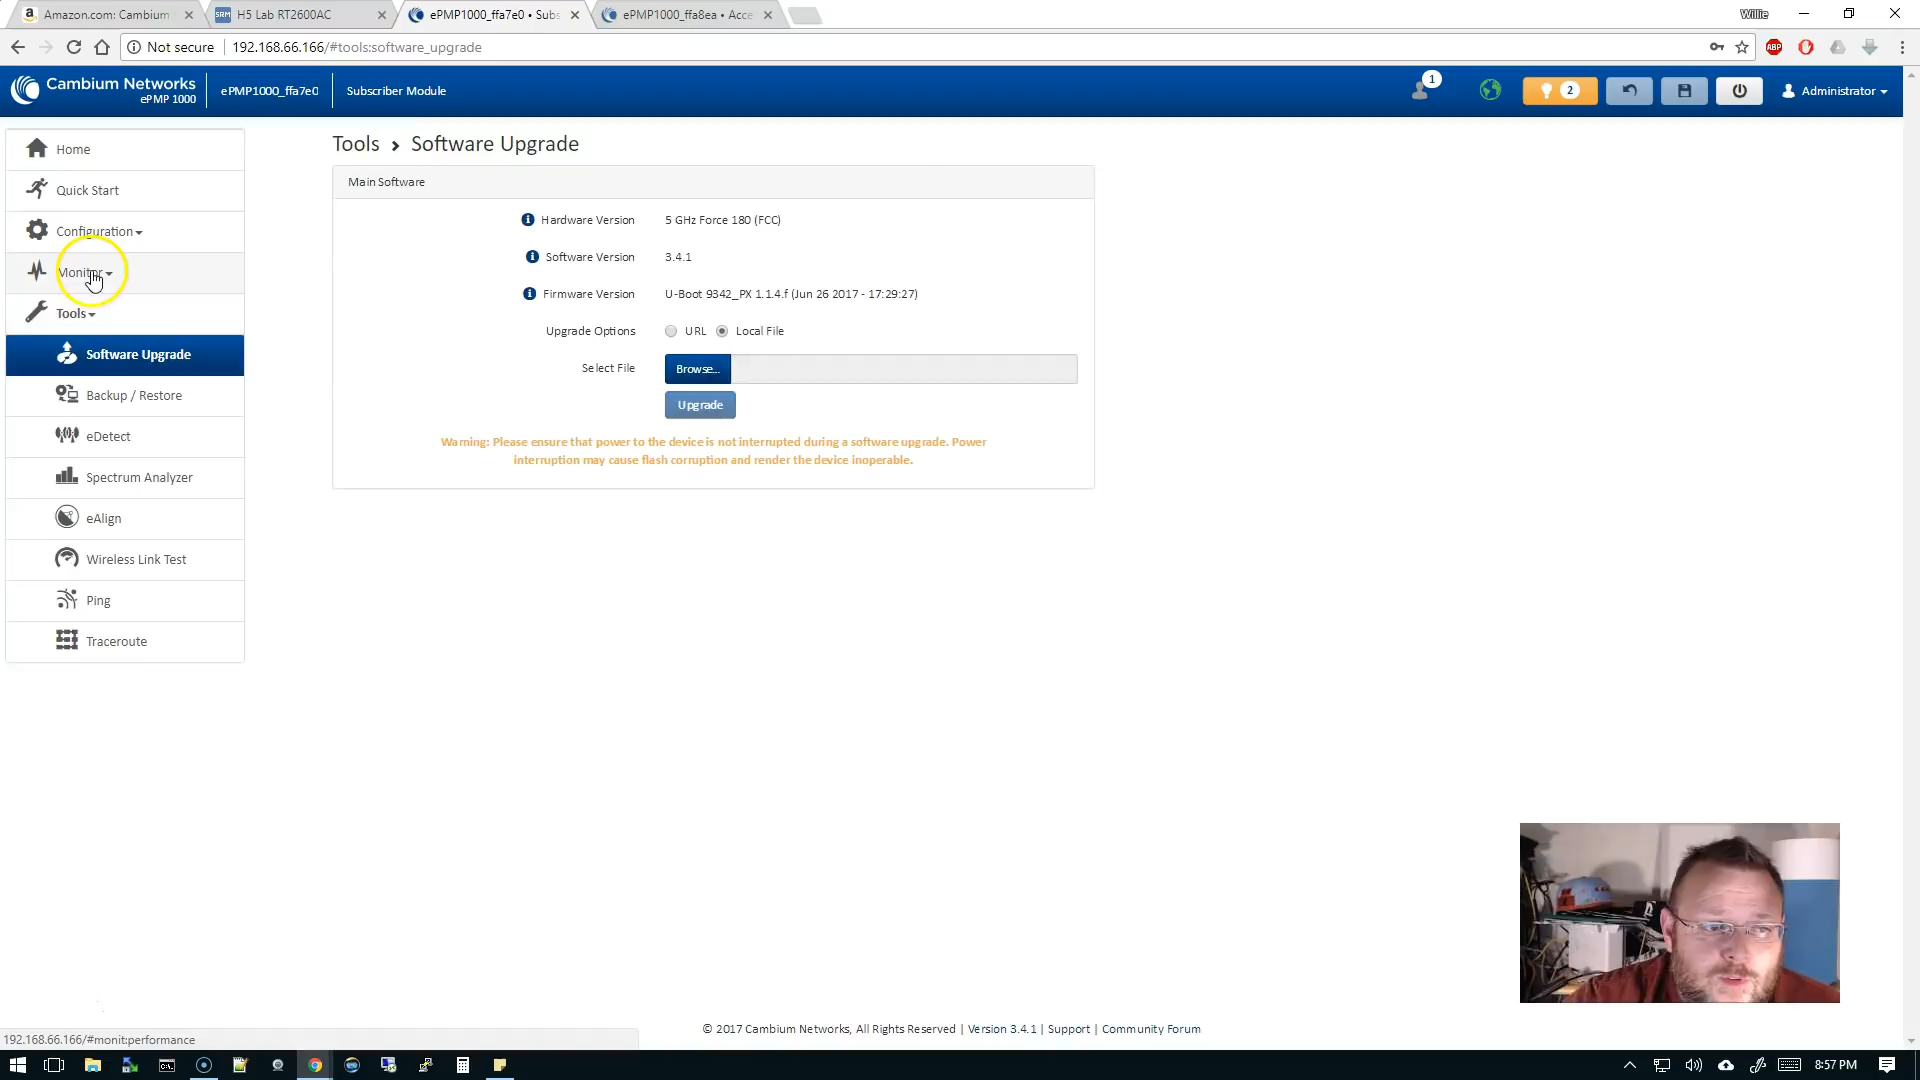 Amazon.com: Cambium
SRM H5 Lab RT2600AC
ePMP1000_ffa7e0 • Subs
ePMP1000_ffa8ea • Acce
Willie
Not secure
192.168.66.166/#tools:software_upgrade
ABP
Cambium Networks
ePMP 1000
ePMP1000_ffa7e0
Subscriber Module
1
2
Administrator
Home
Quick Start
Configuration
Monitor
Tools
Software Upgrade
Backup / Restore
eDetect
Spectrum Analyzer
eAlign
Wireless Link Test
Ping
Traceroute
Tools > Software Upgrade
Main Software
Hardware Version 5 GHz Force 180 (FCC)
Software Version 3.4.1
Firmware Version U-Boot 9342_PX 1.1.4.f (Jun 26 2017 - 17:29:27)
Upgrade Options URL Local File
Select File Browse...
Upgrade
Warning: Please ensure that power to the device is not interrupted during a software upgrade. Power
interruption may cause flash corruption and render the device inoperable.
© 2017 Cambium Networks, All Rights Reserved | Version 3.4.1 | Support | Community Forum
192.168.66.166/#monit:performance
8:57 PM